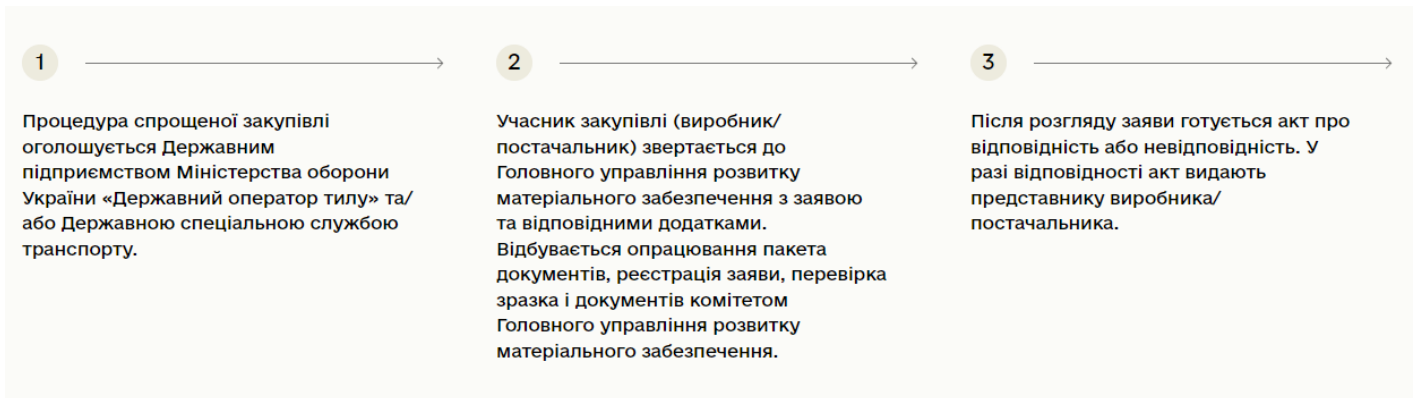 1
Процедура спрощеної закупівлі
оголошується Державним
підприємством Міністерства оборони
України «Державний оператор тилу» та/
або Державною спеціальною службою
транспорту.
2
Учасник закупівлі (виробник/
постачальник) звертається до
Головного управління розвитку
матеріального забезпечення з заявою
та відповідними додатками.
Відбувається опрацювання пакета
документів, реєстрація заяви, перевірка
зразка і документів комітетом
Головного управління розвитку
матеріального забезпечення.
3
Після розгляду заяви готується акт про
відповідність або невідповідність. У
разі відповідності акт видають
представнику виробника/
постачальника.